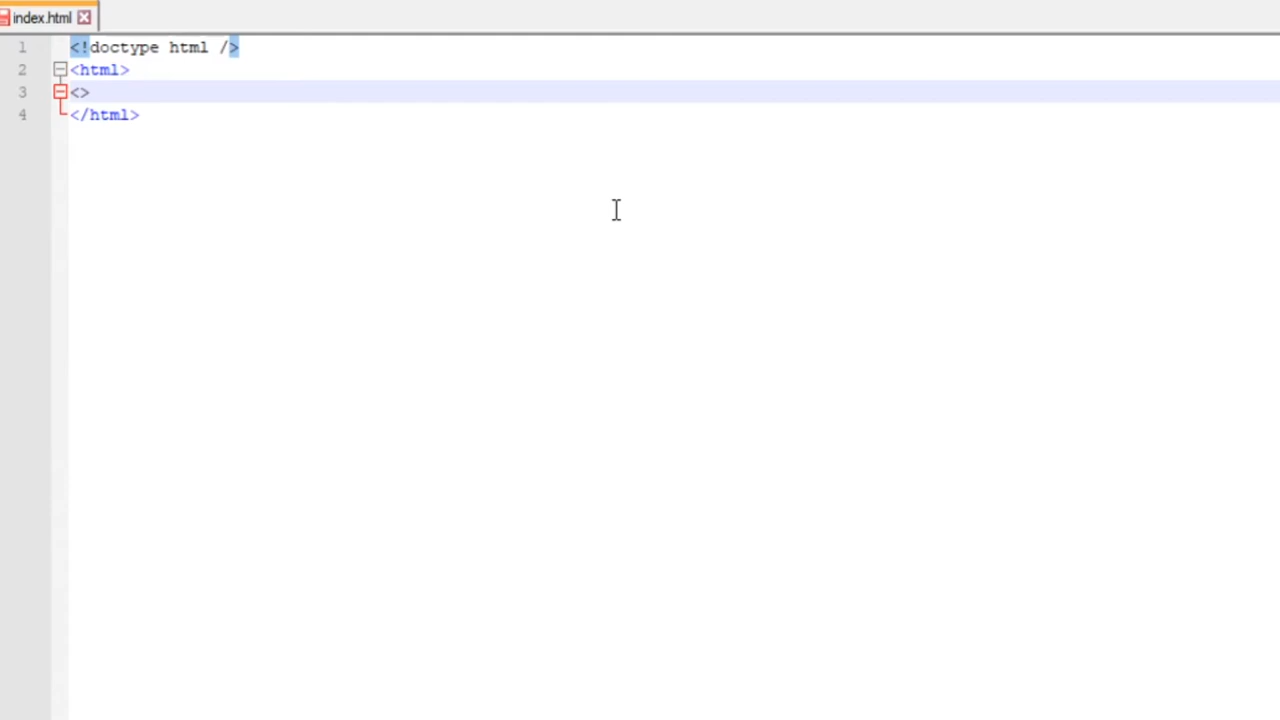 index.html
1 <!doctype html />
2 <html>
3 <>
4 </html>